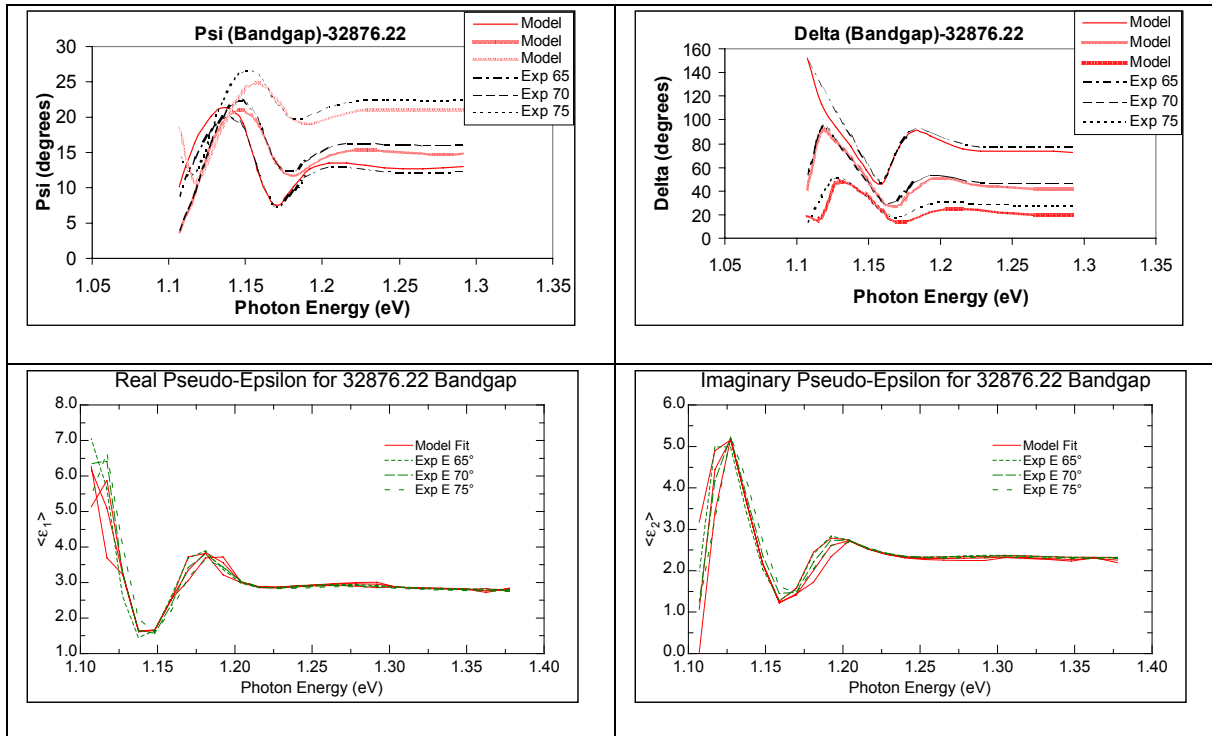 Psi (Bandgap)-32876.22
Model
Model
Model
Exp 65
Exp 70
Exp 75
30
25
20
15
10
5
0
Psi (degrees)
1.05 1.1 1.15 1.2 1.25 1.3 1.35
Photon Energy (eV)
Delta (Bandgap)-32876.22
Model
Model
Model
Exp 65
Exp 70
Exp 75
160
140
120
100
80
60
40
20
0
Delta (degrees)
1.05 1.1 1.15 1.2 1.25 1.3 1.35
Photon Energy (eV)
Real Pseudo-Epsilon for 32876.22 Bandgap
8.0
7.0
6.0
5.0
4.0
3.0
2.0
1.0
<ε1>
Model Fit
Exp E 65°
Exp E 70°
Exp E 75°
1.10 1.15 1.20 1.25 1.30 1.35 1.40
Photon Energy (eV)
Imaginary Pseudo-Epsilon for 32876.22 Bandgap
6.0
5.0
4.0
3.0
2.0
1.0
0.0
<ε2>
Model Fit
Exp E 65°
Exp E 70°
Exp E 75°
1.10 1.15 1.20 1.25 1.30 1.35 1.40
Photon Energy (eV)